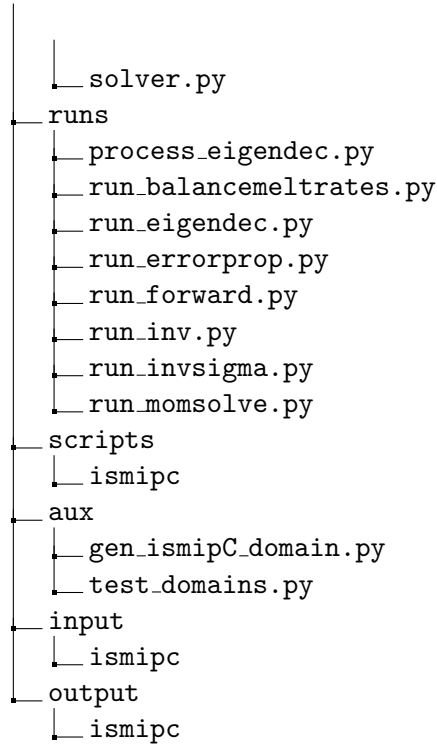 solver.py
runs
process_eigendec.py
run_balancemeltrates.py
run_eigendec.py
run_errorprop.py
run_forward.py
run_inv.py
run_invsigma.py
run_momsolve.py
scripts
ismipc
aux
gen_ismipC_domain.py
test_domains.py
input
ismipc
output
ismipc